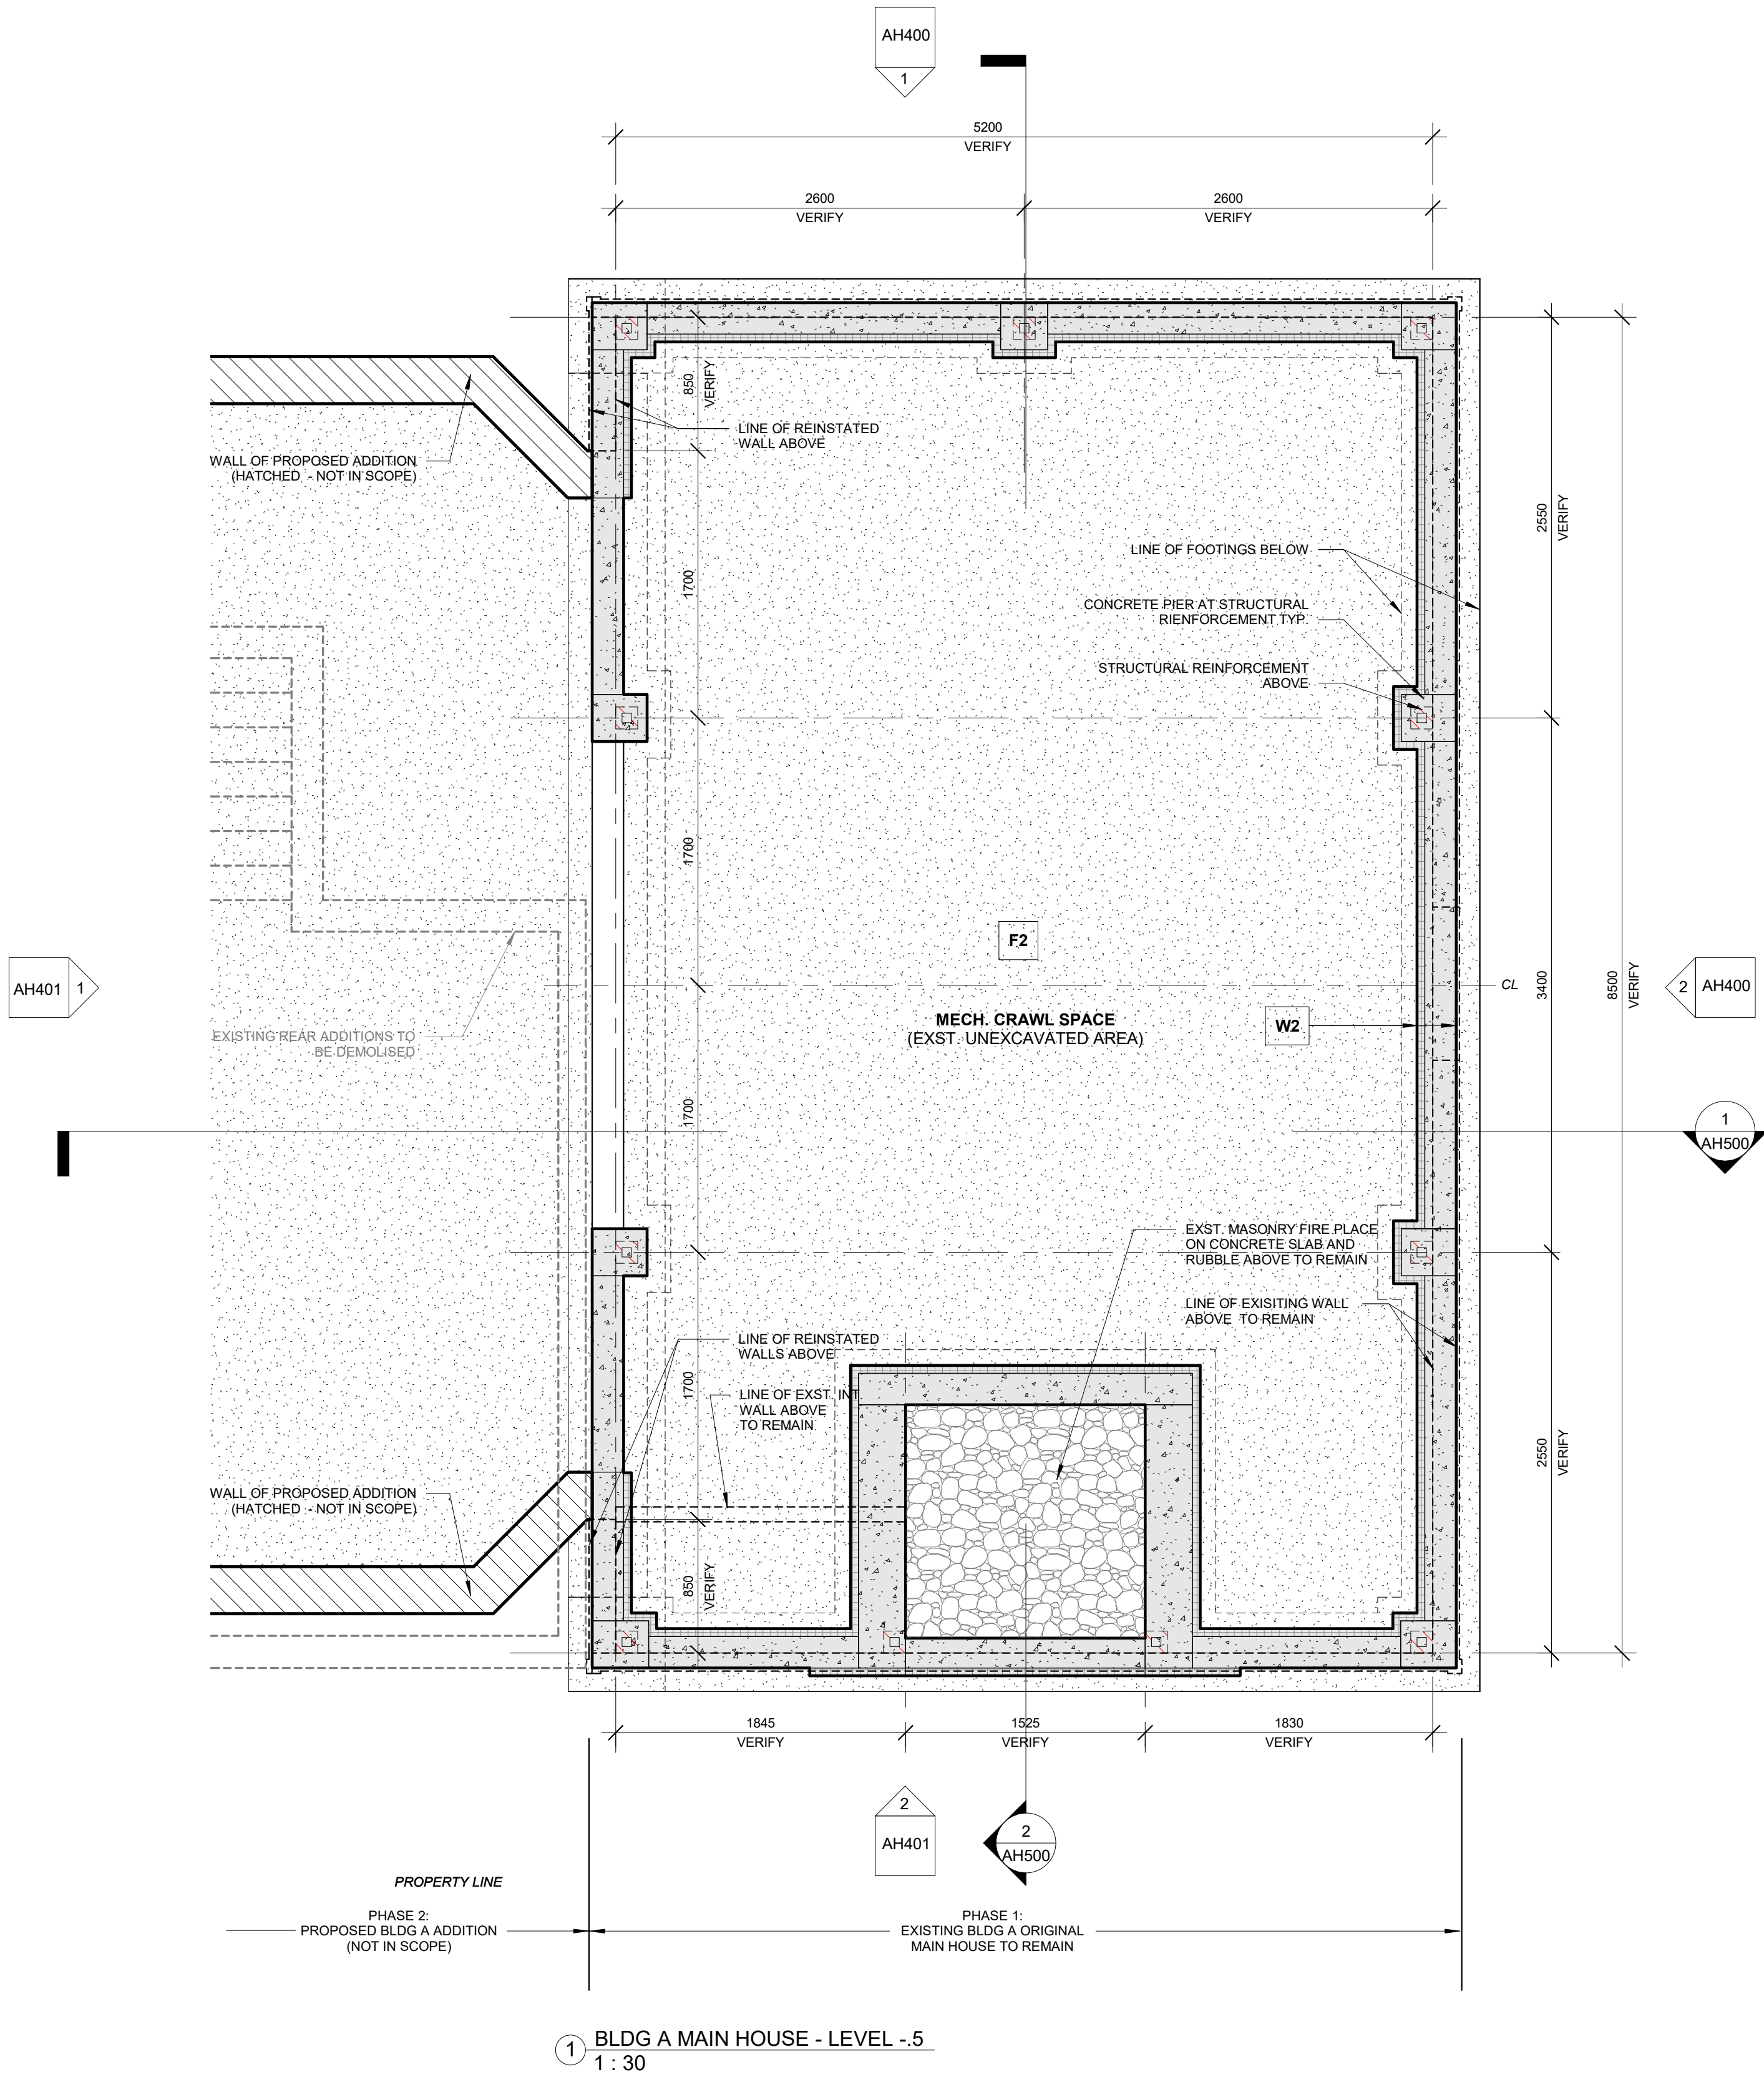 AH400
1
5200
VERIFY
2600
VERIFY
2600
VERIFY
850
VERIFY
LINE OF REINSTATED
WALL ABOVE
WALL OF PROPOSED ADDITION
(HATCHED - NOT IN SCOPE)
2550
VERIFY
LINE OF FOOTINGS BELOW
1700
CONCRETE PIER AT STRUCTURAL
RIENFORCEMENT TYP.
STRUCTURAL REINFORCEMENT
ABOVE
1700
F2
AH401
1
CL
3400
8500
VERIFY
2
AH400
MECH. CRAWL SPACE
(EXST. UNEXCAVATED AREA)
W2
EXISTING REAR ADDITIONS TO
BE DEMOLISED
1700
1
AH500
EXST. MASONRY FIRE PLACE
ON CONCRETE SLAB AND
RUBBLE ABOVE TO REMAIN
LINE OF EXISITING WALL
ABOVE TO REMAIN
LINE OF REINSTATED
WALLS ABOVE
1700
LINE OF EXST. INT.
WALL ABOVE
TO REMAIN
2550
VERIFY
WALL OF PROPOSED ADDITION
(HATCHED - NOT IN SCOPE)
850
VERIFY
1845
VERIFY
1525
VERIFY
1830
VERIFY
2
AH401
2
AH500
PROPERTY LINE
PHASE 2:
PROPOSED BLDG A ADDITION
(NOT IN SCOPE)
PHASE 1:
EXISTING BLDG A ORIGINAL
MAIN HOUSE TO REMAIN
1
BLDG A MAIN HOUSE - LEVEL -.5
1 : 30